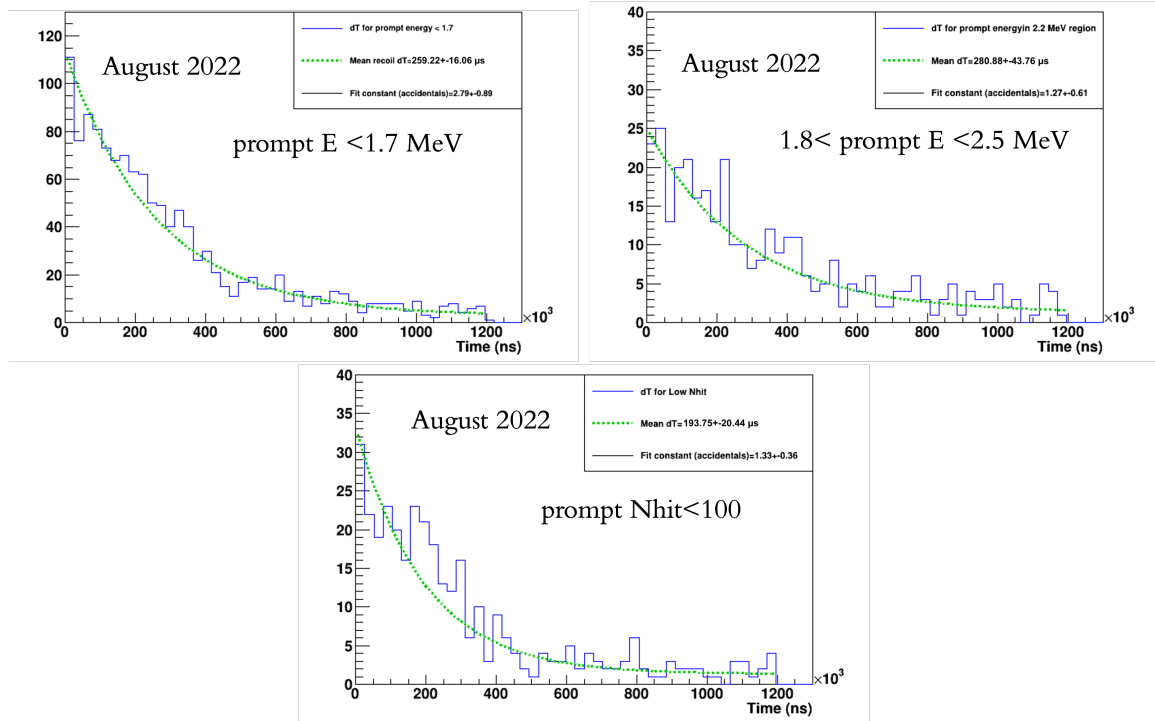 dT for prompt energy < 1.7
Mean recoil dT=259.22+-16.06 μs
Fit constant (accidentals)=2.79+-0.89
August 2022
prompt E <1.7 MeV
120
100
80
60
40
20
0
0 200 400 600 800 1000 1200 ×10³
Time (ns)
dT for prompt energyin 2.2 MeV region
Mean dT=280.88+-43.76 μs
Fit constant (accidentals)=1.27+-0.61
August 2022
1.8< prompt E <2.5 MeV
40
35
30
25
20
15
10
5
0
0 200 400 600 800 1000 1200 ×10³
Time (ns)
dT for Low Nhit
Mean dT=193.75+-20.44 μs
Fit constant (accidentals)=1.33+-0.36
August 2022
prompt Nhit<100
40
35
30
25
20
15
10
5
0
0 200 400 600 800 1000 1200 ×10³
Time (ns)